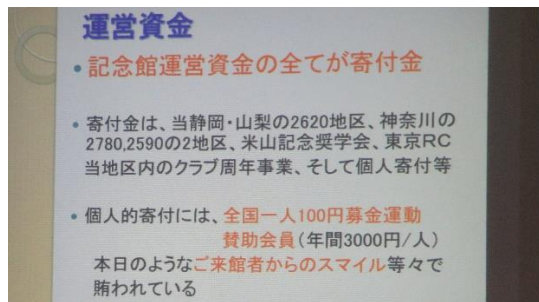 運営資金
•記念館運営資金の全てが寄付金
•寄付金は、当静岡・山梨の2620地区、神奈川の
2780,2590の2地区、米山記念奨学会、東京RC
当地区内のクラブ周年事業、そして個人寄付等
•個人的寄付には、全国一人100円募金運動
賛助会員(年間3000円/人)
本日のようなご来館者からのスマイル等々で
賄われている